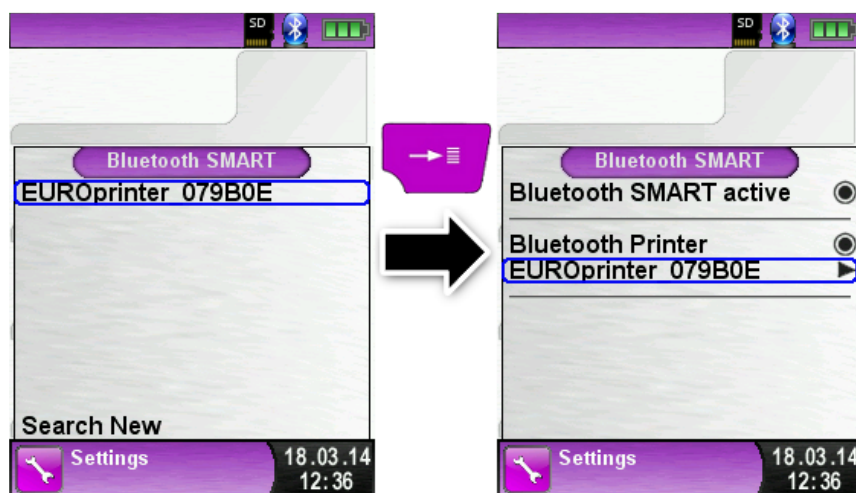 SD
Bluetooth SMART
EUROprinter 079B0E
Search New
Settings
18.03.14
12:36
SD
Bluetooth SMART
Bluetooth SMART active
Bluetooth Printer
EUROprinter 079B0E
Settings
18.03.14
12:36